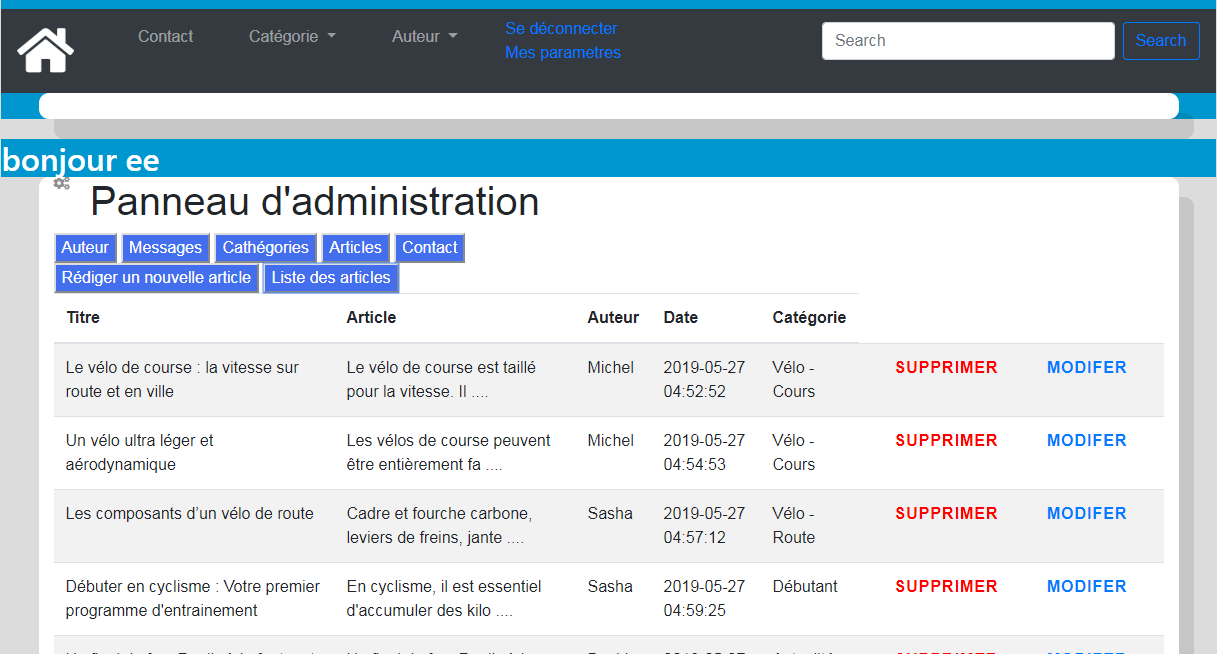 Contact Catégorie Auteur Se déconnecter Search Search
Mes parametres
bonjour ee
Panneau d'administration
Auteur Messages Cathégories Articles Contact
Rédiger un nouvelle article Liste des articles
Titre Article Auteur Date Catégorie
Le vélo de course : la vitesse sur Le vélo de course est taillé Michel 2019-05-27 Vélo - SUPPRIMER MODIFER
route et en ville pour la vitesse. Il .... 04:52:52 Cours
Un vélo ultra léger et Les vélos de course peuvent Michel 2019-05-27 Vélo - SUPPRIMER MODIFER
aérodynamique être entièrement fa .... 04:54:53 Cours
Les composants d’un vélo de route Cadre et fourche carbone, Sasha 2019-05-27 Vélo - SUPPRIMER MODIFER
leviers de freins, jante .... 04:57:12 Route
Débuter en cyclisme : Votre premier En cyclisme, il est essentiel Sasha 2019-05-27 Débutant SUPPRIMER MODIFER
programme d'entrainement d'accumuler des kilo .... 04:59:25